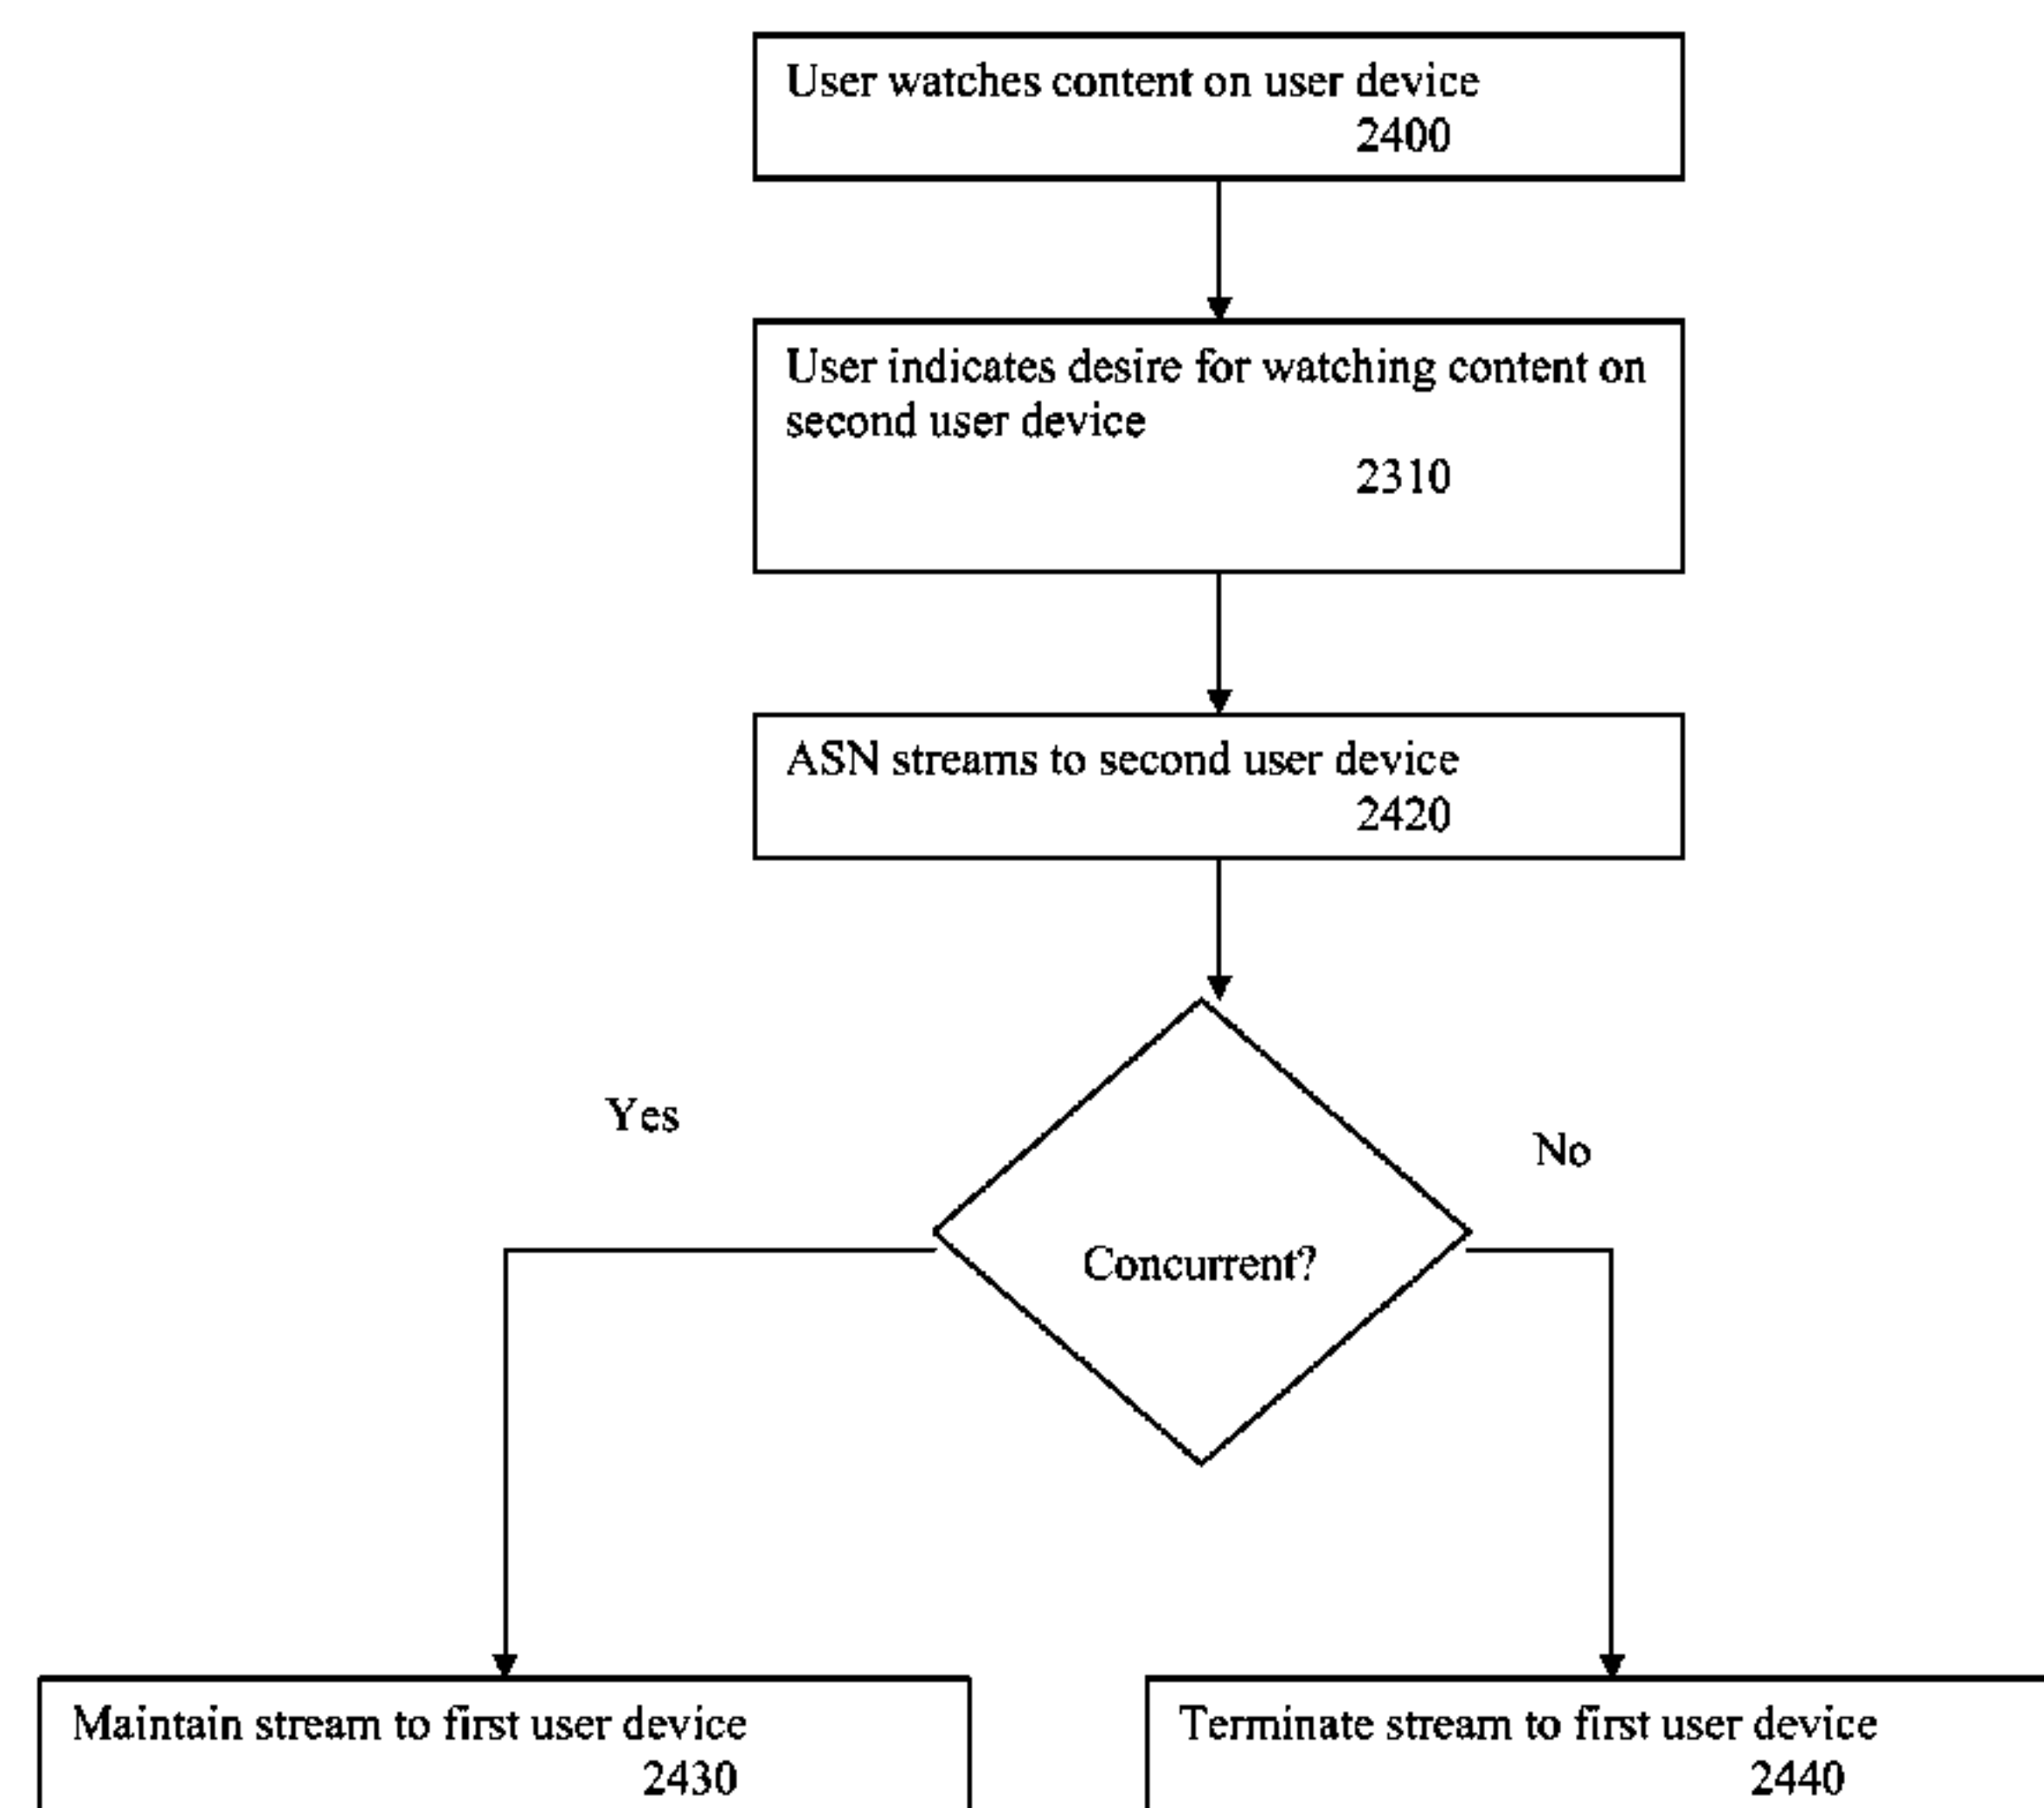 User watches content on user device
2400
User indicates desire for watching content on
second user device
2310
ASN streams to second user device
2420
Yes
No
Concurrent?
Maintain stream to first user device
2430
Terminate stream to first user device
2440